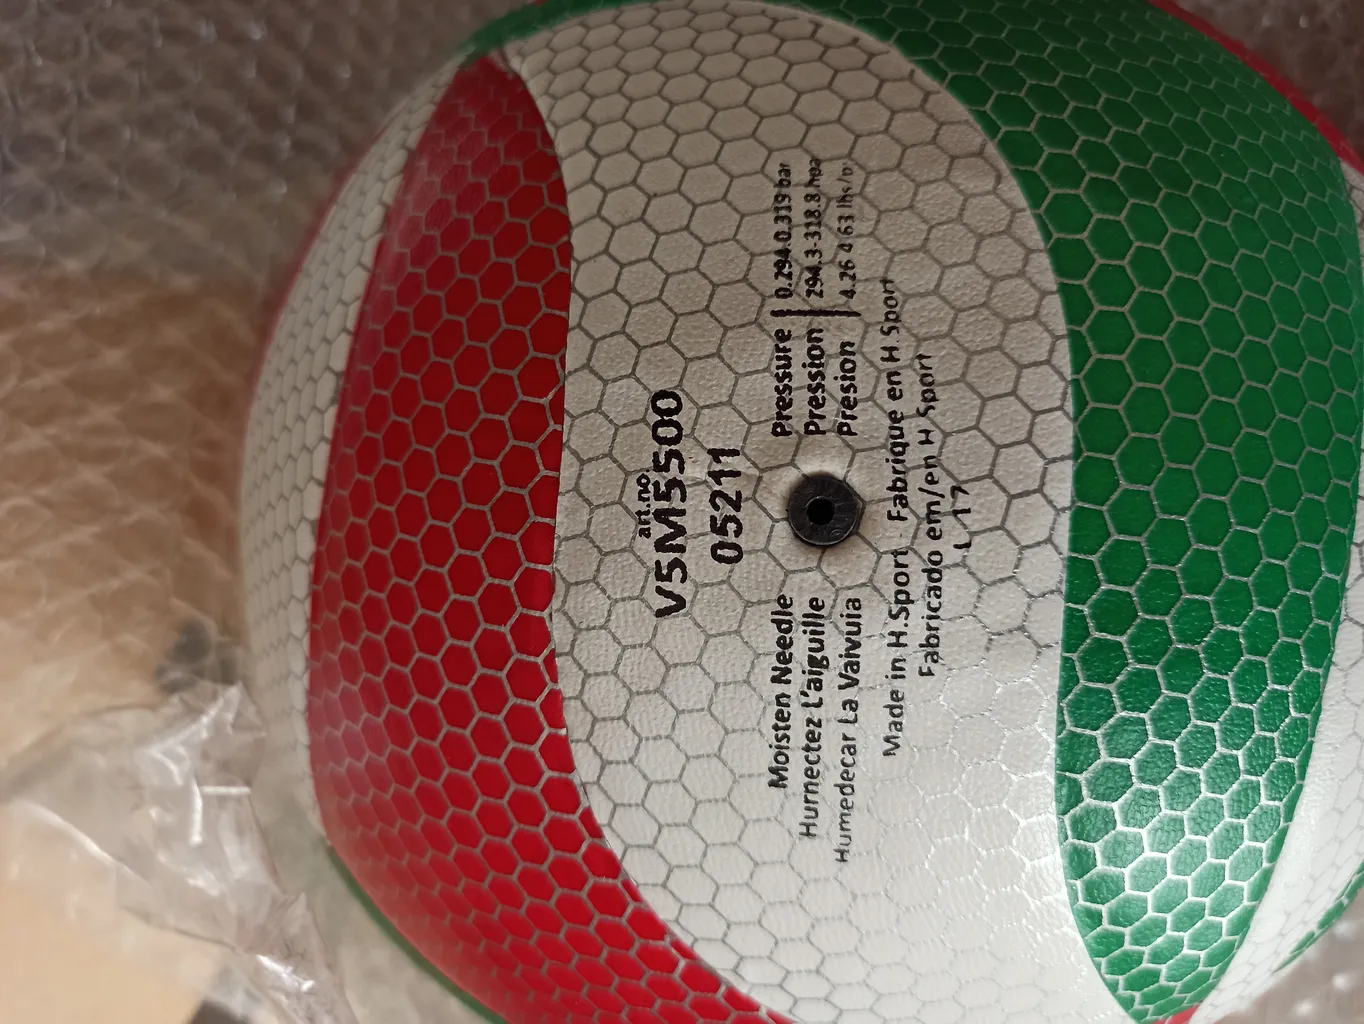 art.no.
V5M5500
05211
Moisten Needle
Hurnectez L'aiguille
Humedecar La Vaivuia
Pressure
Pression
Presion
0.294-0.319 bar
294.3-318.8 hpa
4.26 4 63 lhs/
Made in H.Sport - Fabrique en H.Sport
Fabricado em/en H Sport
L 17